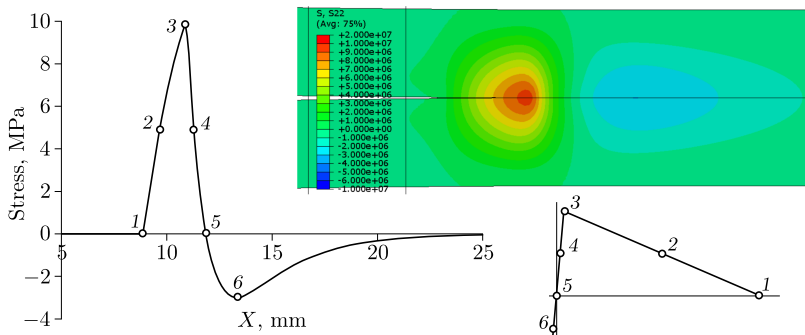 Stress, MPa
10
8
6
4
2
0
−2
−4
5
10
15
20
25
X, mm
1
2
3
4
5
6
S, S22
(Avg: 75%)
+2.000e+07
+1.000e+07
+9.000e+06
+8.000e+06
+7.000e+06
+6.000e+06
+5.000e+06
+4.000e+06
+3.000e+06
+2.000e+06
+1.000e+06
+0.000e+00
-1.000e+06
-2.000e+06
-3.000e+06
-4.000e+06
-5.000e+06
-6.000e+06
-1.000e+07
3
4
2
5
1
6